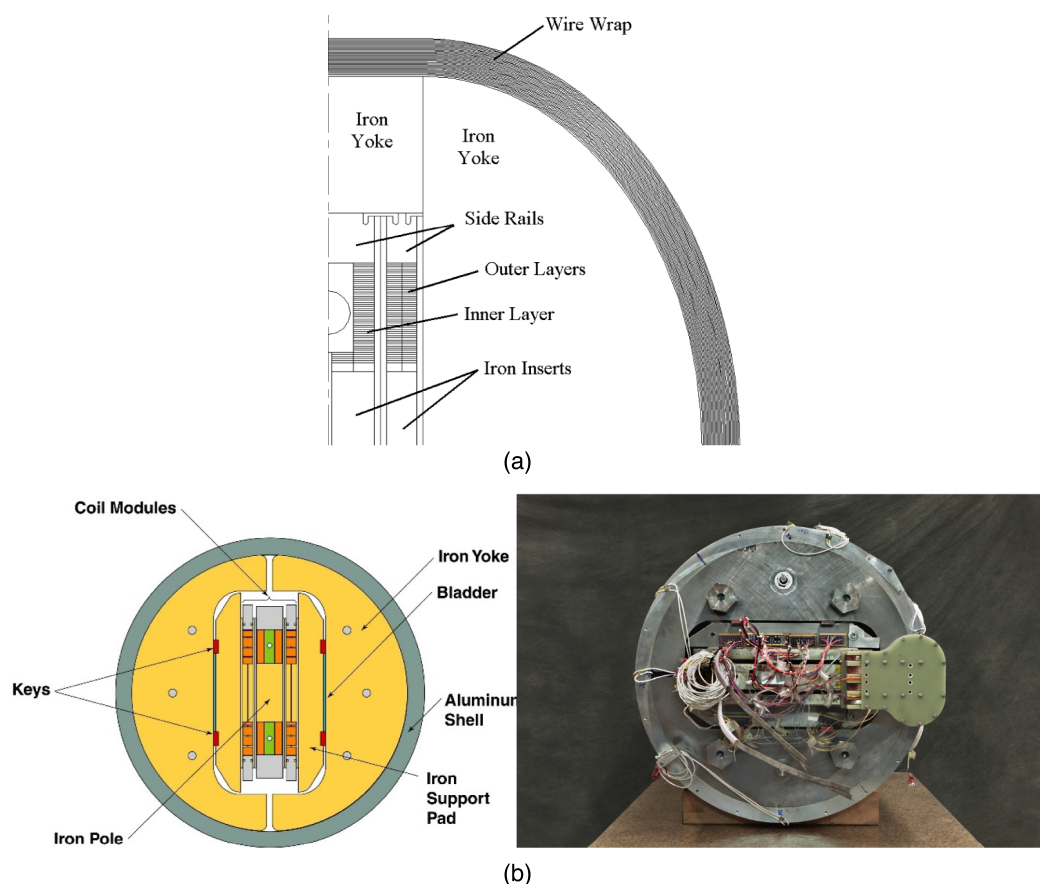 Wire Wrap
Iron
Yoke
Iron
Yoke
Side Rails
Outer Layers
Inner Layer
Iron Inserts
(a)
Coil Modules
Iron Yoke
Bladder
Keys
Aluminum
Shell
Iron
Support
Pad
Iron Pole
(b)